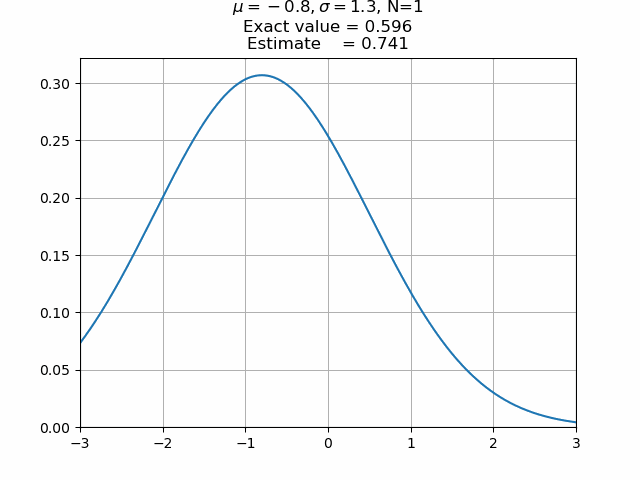 μ = −0.8, σ = 1.3, N=1
Exact value = 0.596
Estimate = 0.741
0.30
0.25
0.20
0.15
0.10
0.05
0.00
−3 −2 −1 0 1 2 3